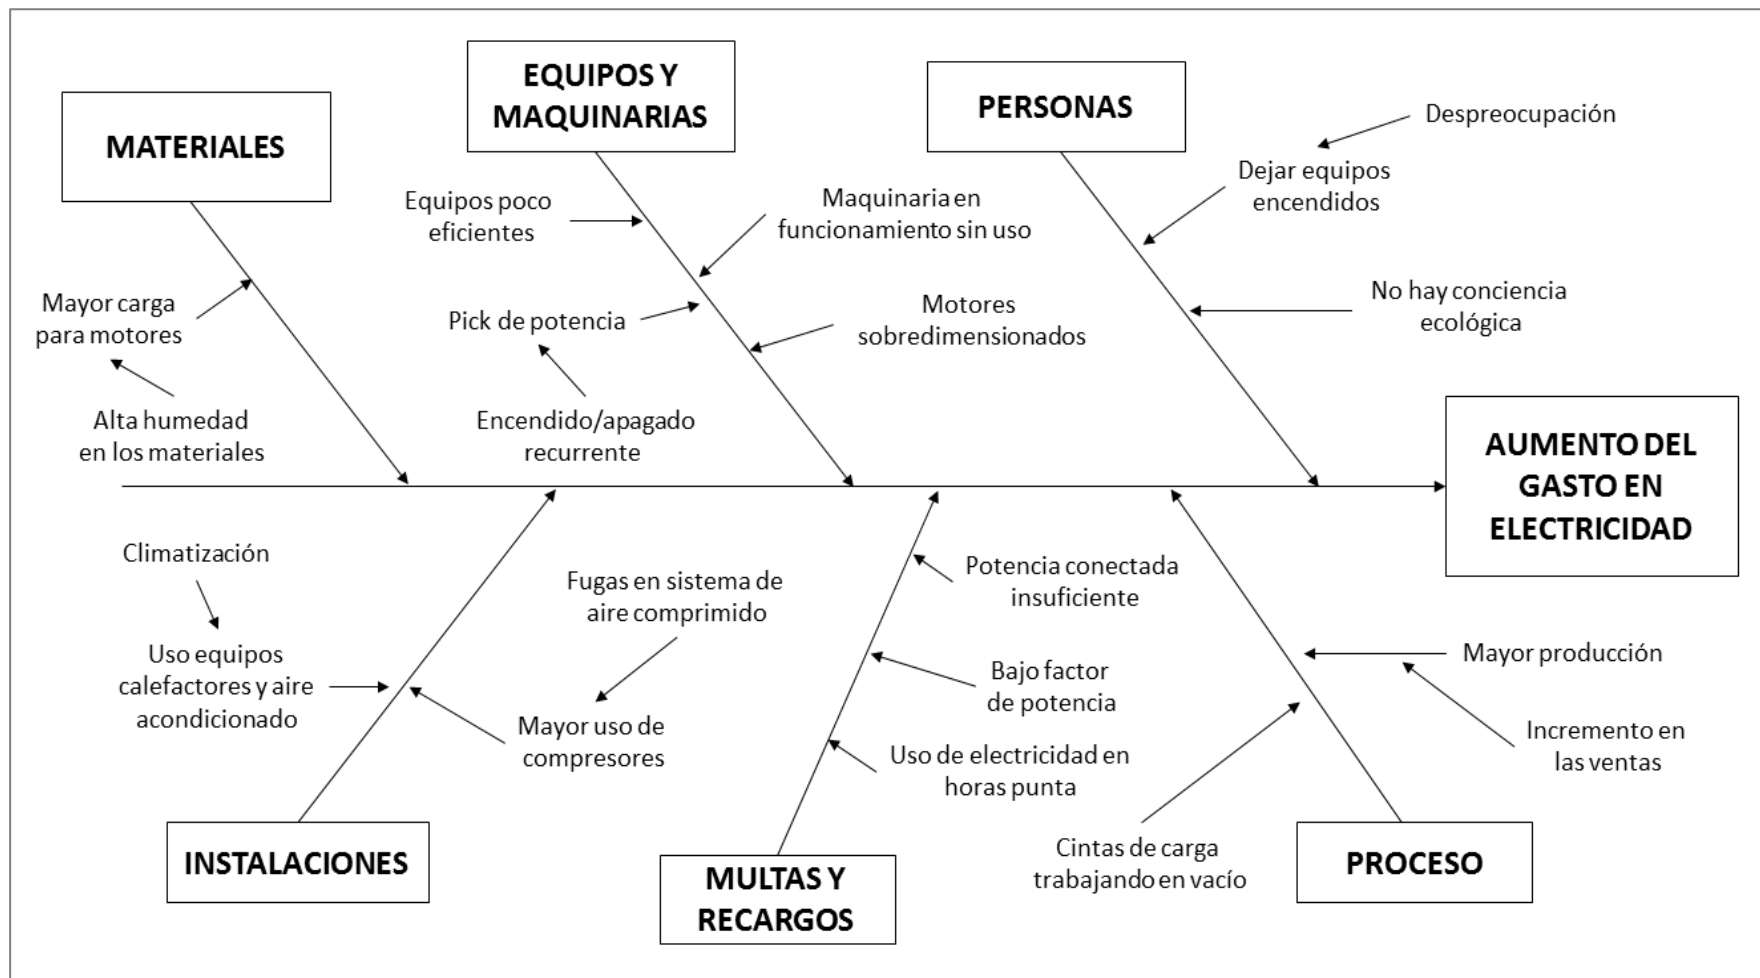 MATERIALES
EQUIPOS Y
MAQUINARIAS
PERSONAS
Despreocupación
Dejar equipos
encendidos
No hay conciencia
ecológica
Equipos poco
eficientes
Maquinaria en
funcionamiento sin uso
Pick de potencia
Motores
sobredimensionados
Encendido/apagado
recurrente
Mayor carga
para motores
Alta humedad
en los materiales
AUMENTO DEL
GASTO EN
ELECTRICIDAD
Climatización
Uso equipos
calefactores y aire
acondicionado
Fugas en sistema de
aire comprimido
Mayor uso de
compresores
Potencia conectada
insuficiente
Bajo factor
de potencia
Uso de electricidad en
horas punta
Mayor producción
Incremento en
las ventas
Cintas de carga
trabajando en vacío
INSTALACIONES
MULTAS Y
RECARGOS
PROCESO